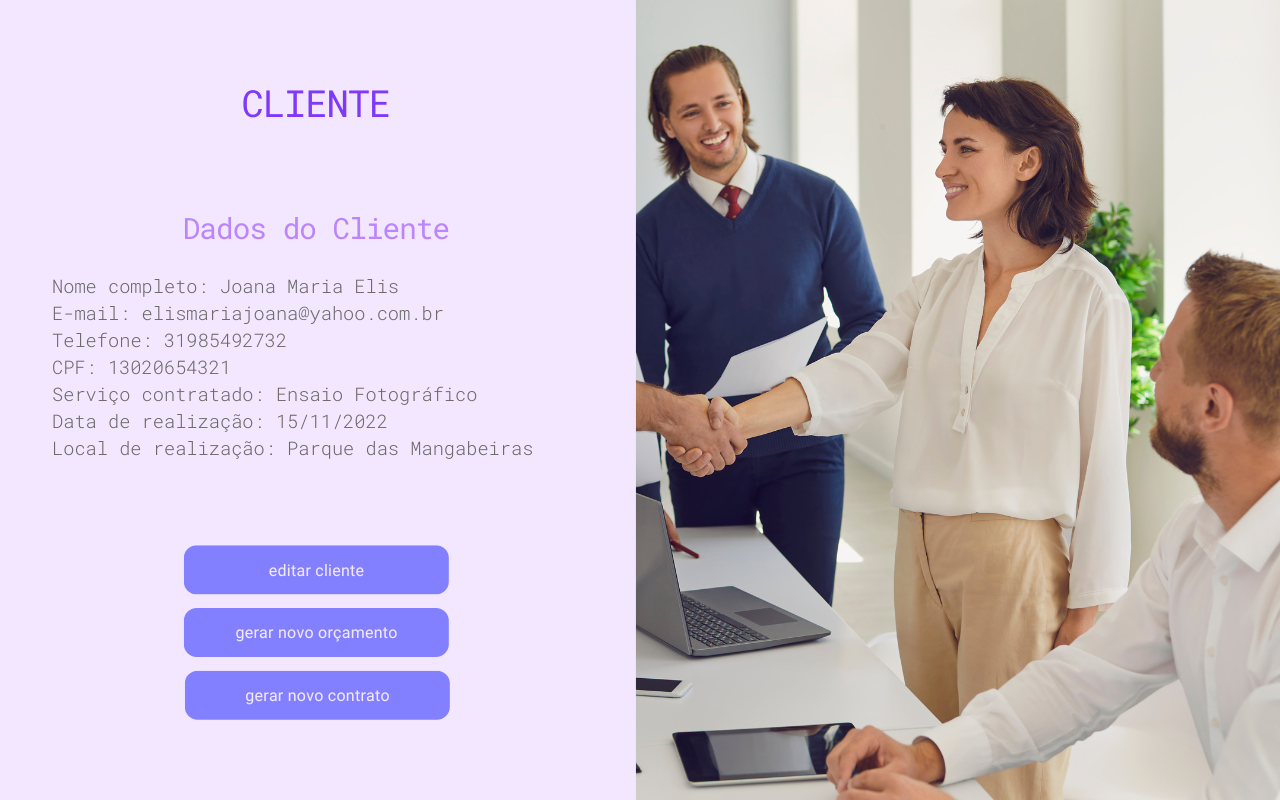 CLIENTE
Dados do Cliente
Nome completo: Joana Maria Elis
E-mail: elismariajoana@yahoo.com.br
Telefone: 31985492732
CPF: 13020654321
Serviço contratado: Ensaio Fotográfico
Data de realização: 15/11/2022
Local de realização: Parque das Mangabeiras
editar cliente
gerar novo orçamento
gerar novo contrato